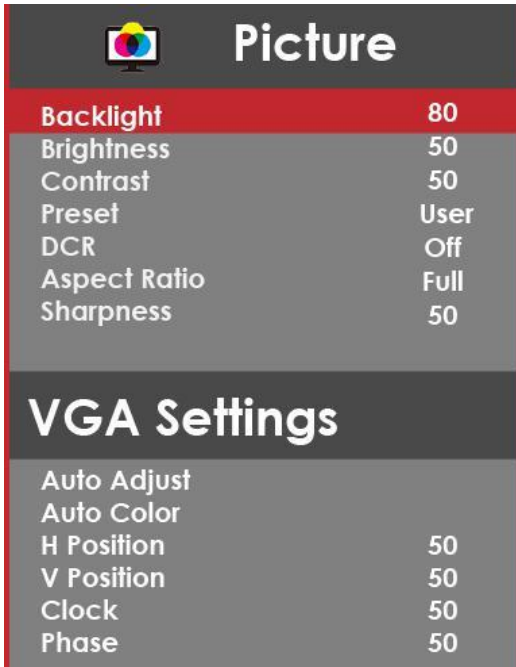 Picture
Backlight 80
Brightness 50
Contrast 50
Preset User
DCR Off
Aspect Ratio Full
Sharpness 50
VGA Settings
Auto Adjust
Auto Color
H Position 50
V Position 50
Clock 50
Phase 50